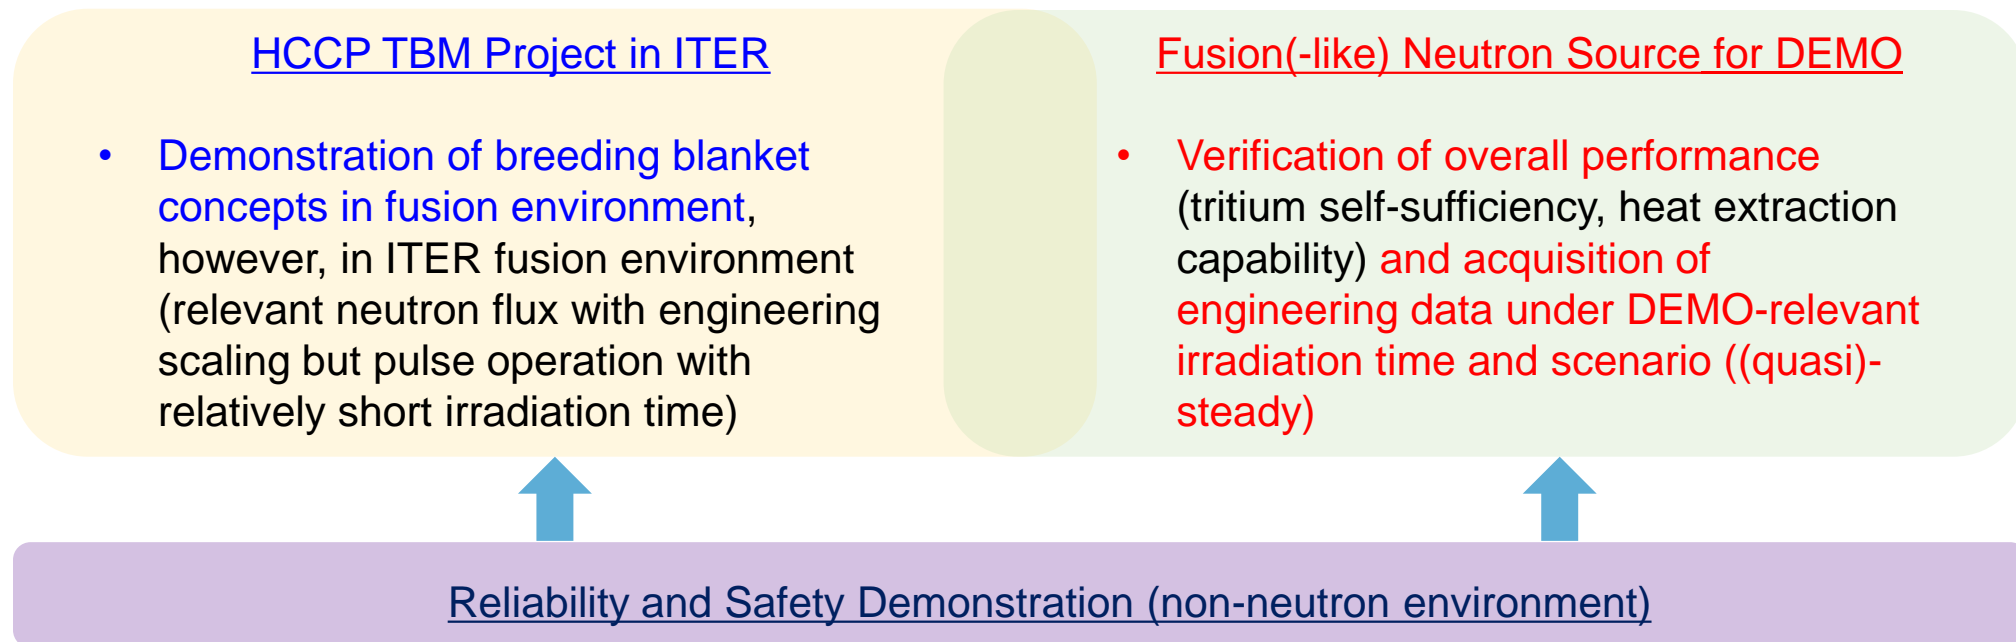 HCCP TBM Project in ITER
• Demonstration of breeding blanket
concepts in fusion environment,
however, in ITER fusion environment
(relevant neutron flux with engineering
scaling but pulse operation with
relatively short irradiation time)
Fusion(-like) Neutron Source for DEMO
• Verification of overall performance
(tritium self-sufficiency, heat extraction
capability) and acquisition of
engineering data under DEMO-relevant
irradiation time and scenario ((quasi)-
steady)
Reliability and Safety Demonstration (non-neutron environment)